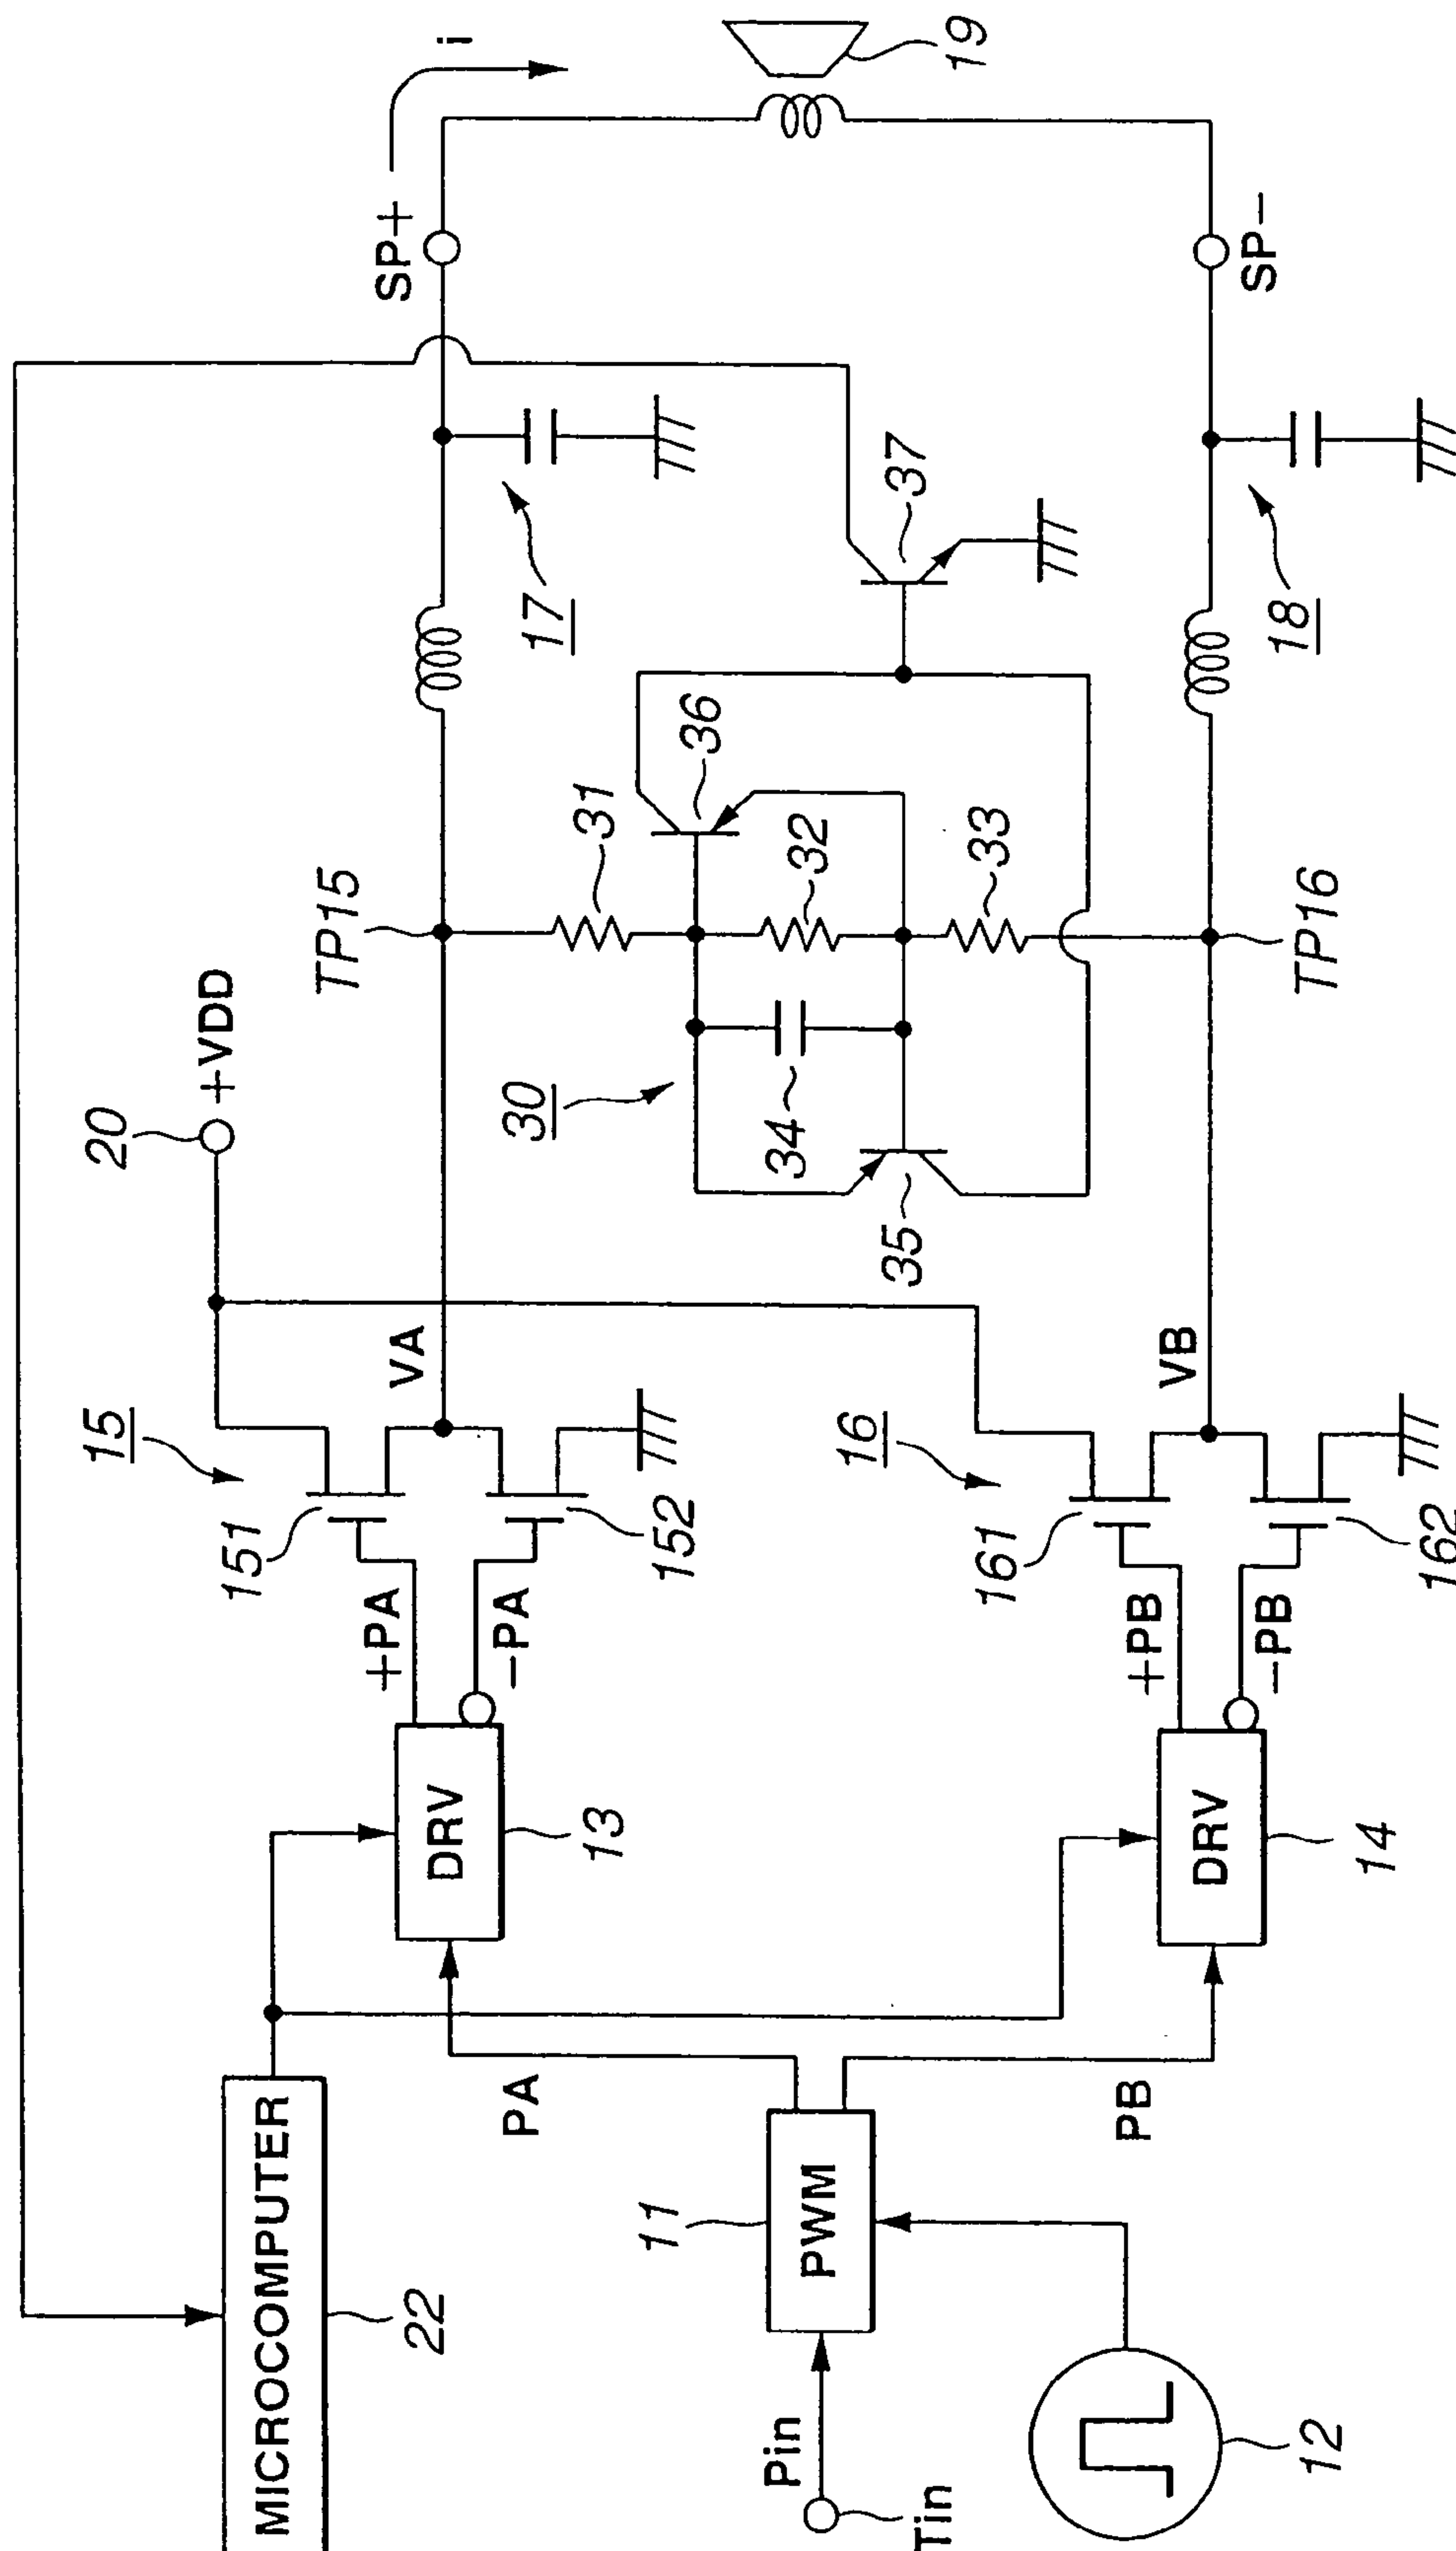 MICROCOMPUTER
22
20
+VDD
15
151
152
VA
+PA
-PA
DRV
13
TP15
17
SP+
i
19
30
31
32
33
34
35
36
37
PA
11
PWM
Pin
Tin
12
PB
DRV
14
+PB
-PB
16
161
162
VB
TP16
18
SP-